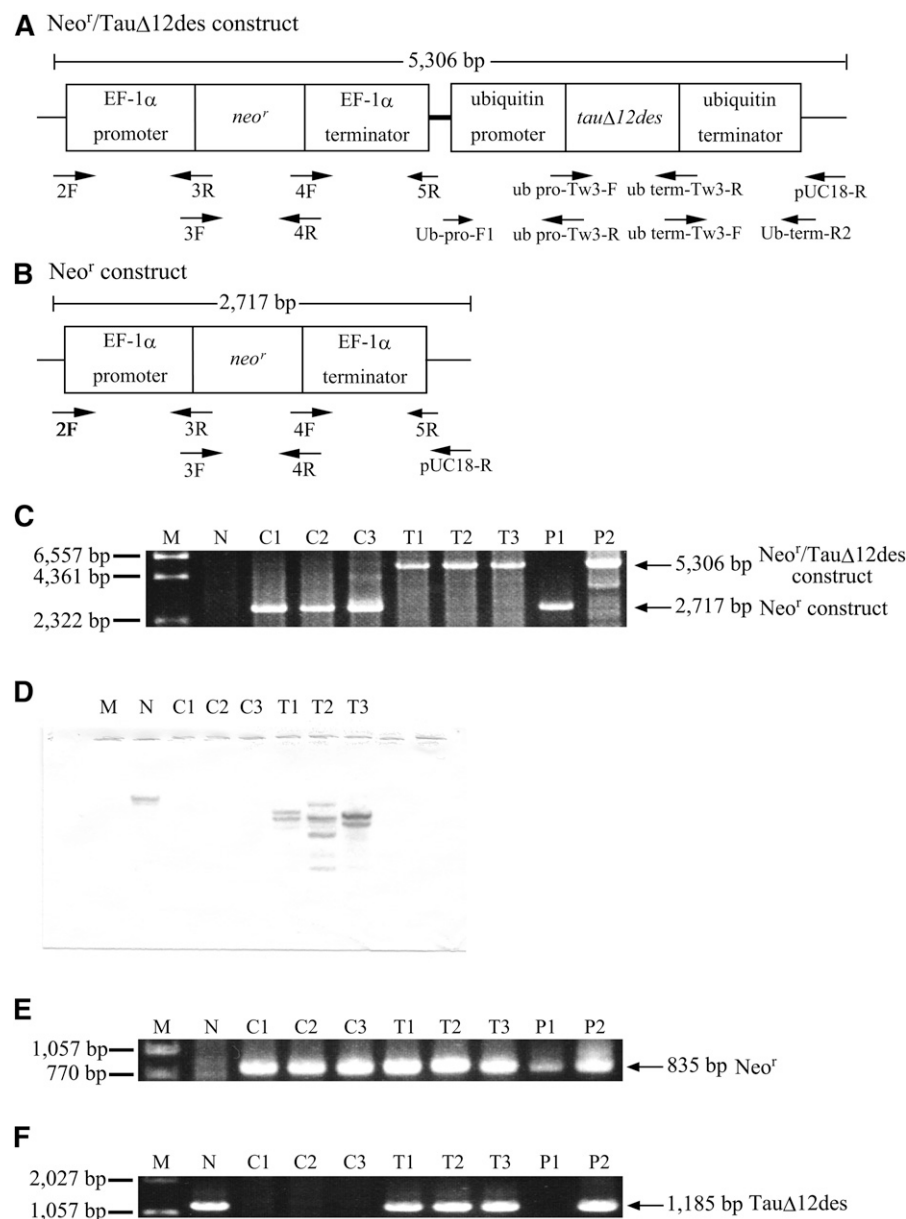 A Neoʳ/TauΔ12des construct
5,306 bp
EF-1α promoter
neoʳ
EF-1α terminator
ubiquitin promoter
tauΔ12des
ubiquitin terminator
2F 3R 4F 5R ub pro-Tw3-F ub term-Tw3-R pUC18-R
3F 4R Ub-pro-F1 ub pro-Tw3-R ub term-Tw3-F Ub-term-R2
B Neoʳ construct
2,717 bp
EF-1α promoter
neoʳ
EF-1α terminator
2F 3R 4F 5R
3F 4R pUC18-R
C
M N C1 C2 C3 T1 T2 T3 P1 P2
6,557 bp
4,361 bp
2,322 bp
5,306 bp Neoʳ/TauΔ12des construct
2,717 bp Neoʳ construct
D
M N C1 C2 C3 T1 T2 T3
E
M N C1 C2 C3 T1 T2 T3 P1 P2
1,057 bp
770 bp
835 bp Neoʳ
F
M N C1 C2 C3 T1 T2 T3 P1 P2
2,027 bp
1,057 bp
1,185 bp TauΔ12des